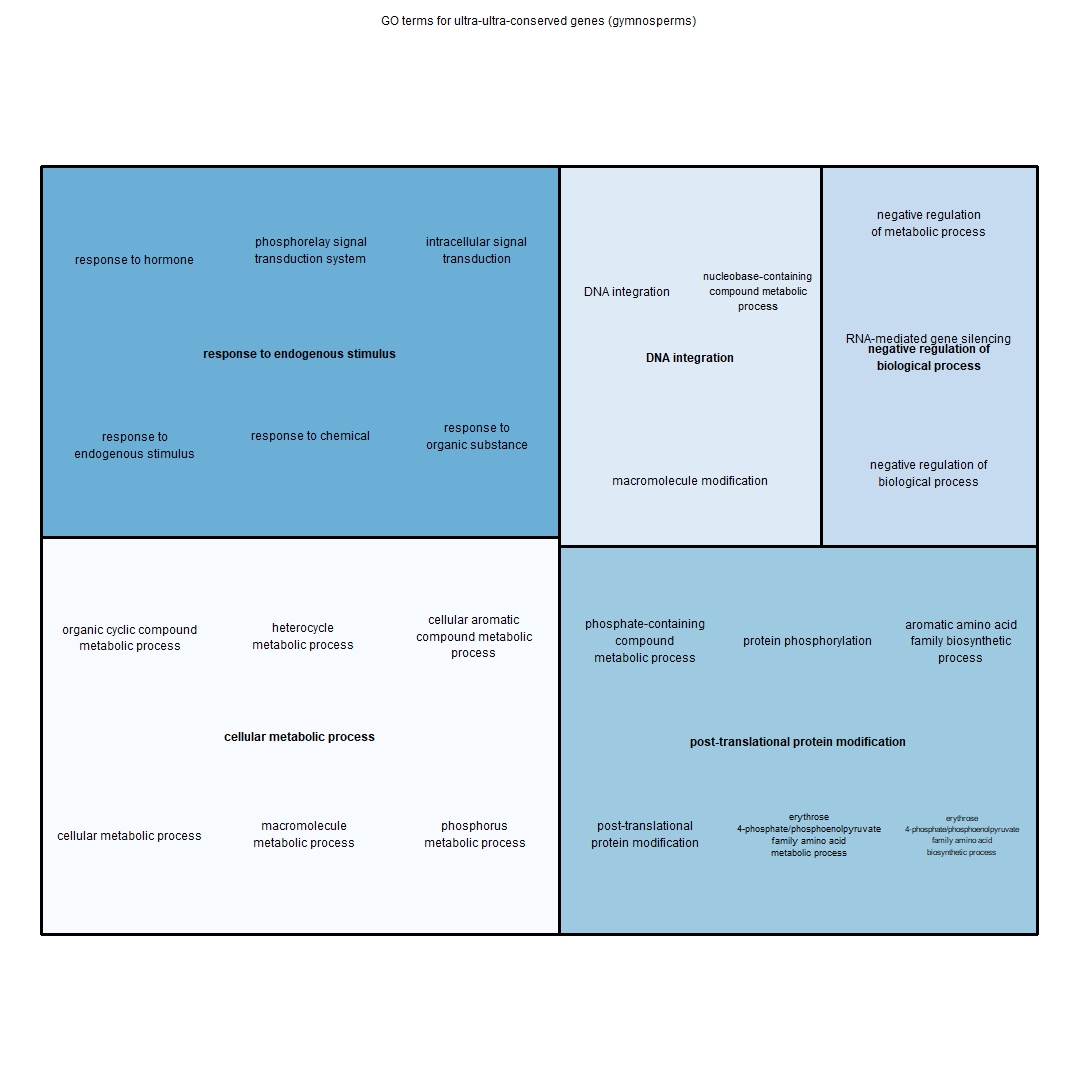 GO terms for ultra-ultra-conserved genes (gymnosperms)
response to hormone
phosphorelay signal
transduction system
intracellular signal
transduction
response to endogenous stimulus
response to
endogenous stimulus
response to chemical
response to
organic substance
DNA integration
nucleobase-containing
compound metabolic
process
DNA integration
macromolecule modification
negative regulation
of metabolic process
RNA-mediated gene silencing
negative regulation of
biological process
negative regulation of
biological process
organic cyclic compound
metabolic process
heterocycle
metabolic process
cellular aromatic
compound metabolic
process
cellular metabolic process
cellular metabolic process
macromolecule
metabolic process
phosphorus
metabolic process
phosphate-containing
compound
metabolic process
protein phosphorylation
aromatic amino acid
family biosynthetic
process
post-translational protein modification
post-translational
protein modification
erythrose
4-phosphate/phosphoenolpyruvate
family amino acid
metabolic process
erythrose
4-phosphate/phosphoenolpyruvate
family amino acid
biosynthetic process